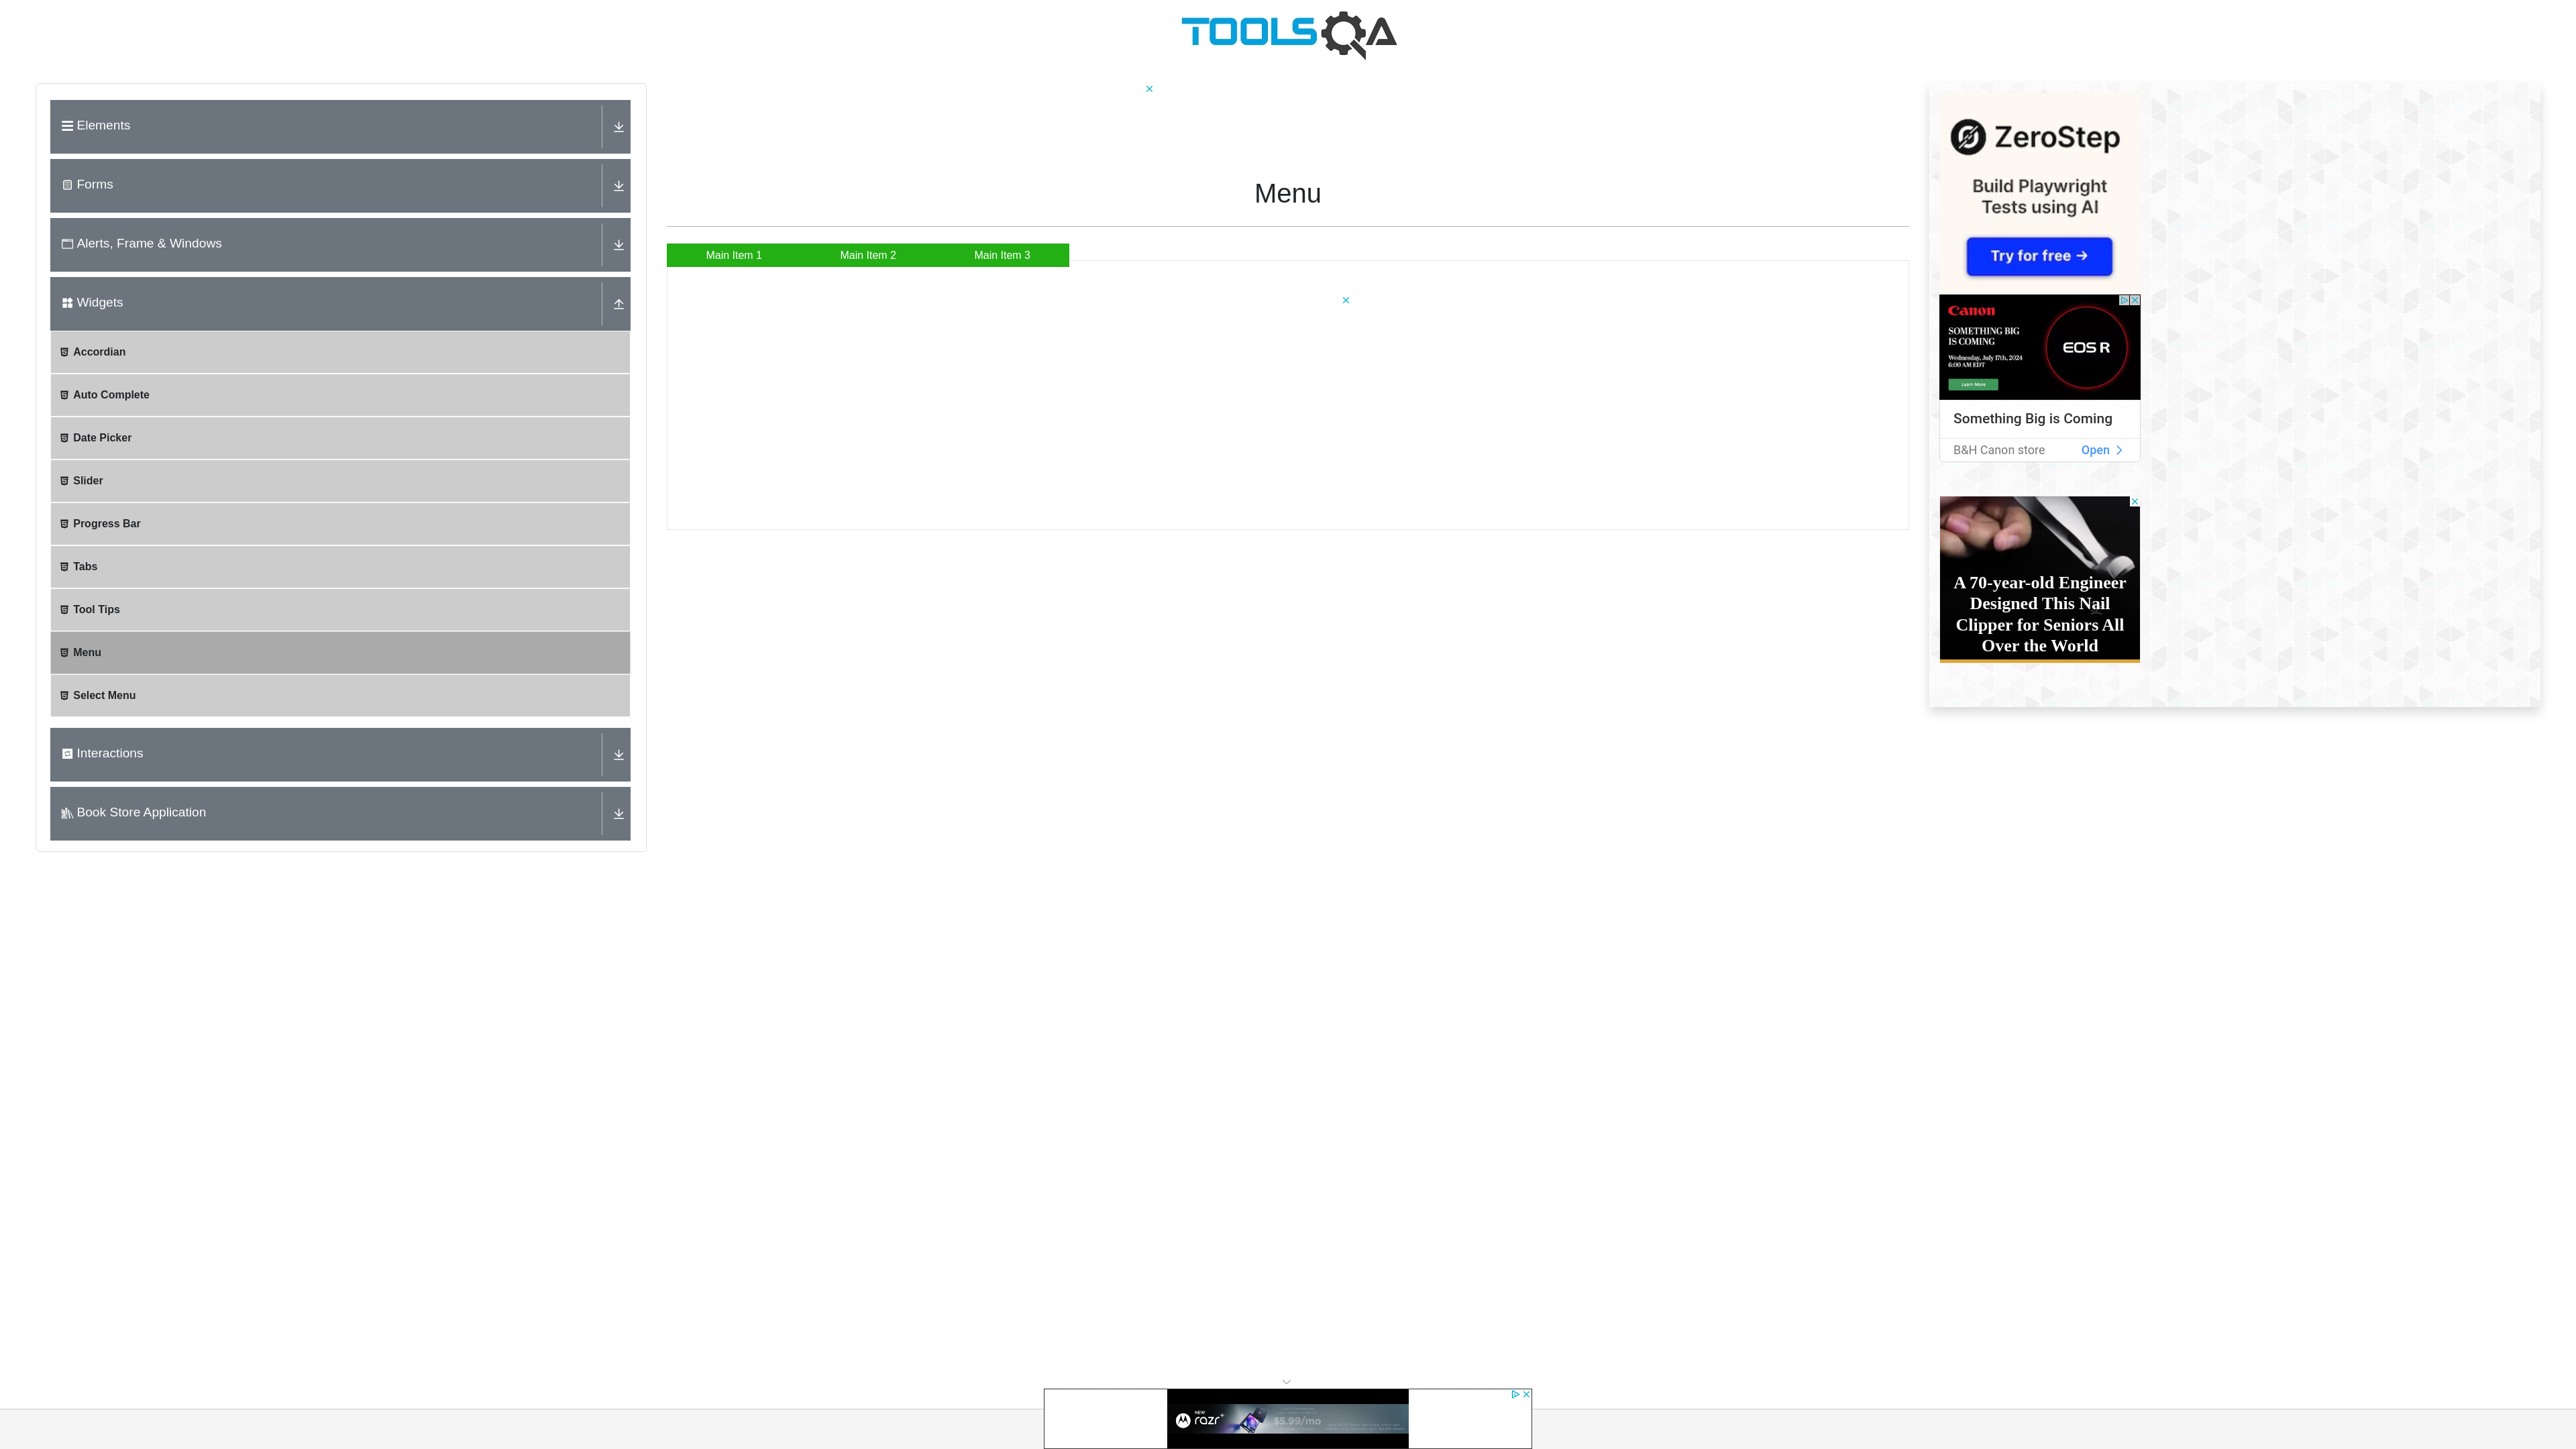 TOOLSQA
Elements
Forms
Alerts, Frame & Windows
Widgets
Accordian
Auto Complete
Date Picker
Slider
Progress Bar
Tabs
Tool Tips
Menu
Select Menu
Interactions
Book Store Application
Menu
Main Item 1 Main Item 2 Main Item 3
ZeroStep
Build Playwright
Tests using AI
Try for free →
Canon
SOMETHING BIG
IS COMING
Wednesday, July 17th, 2024
6:00 AM EDT
Learn More
EOS R
Something Big is Coming
B&H Canon store Open
A 70-year-old Engineer
Designed This Nail
Clipper for Seniors All
Over the World
NEW
razr+
$5.99/mo